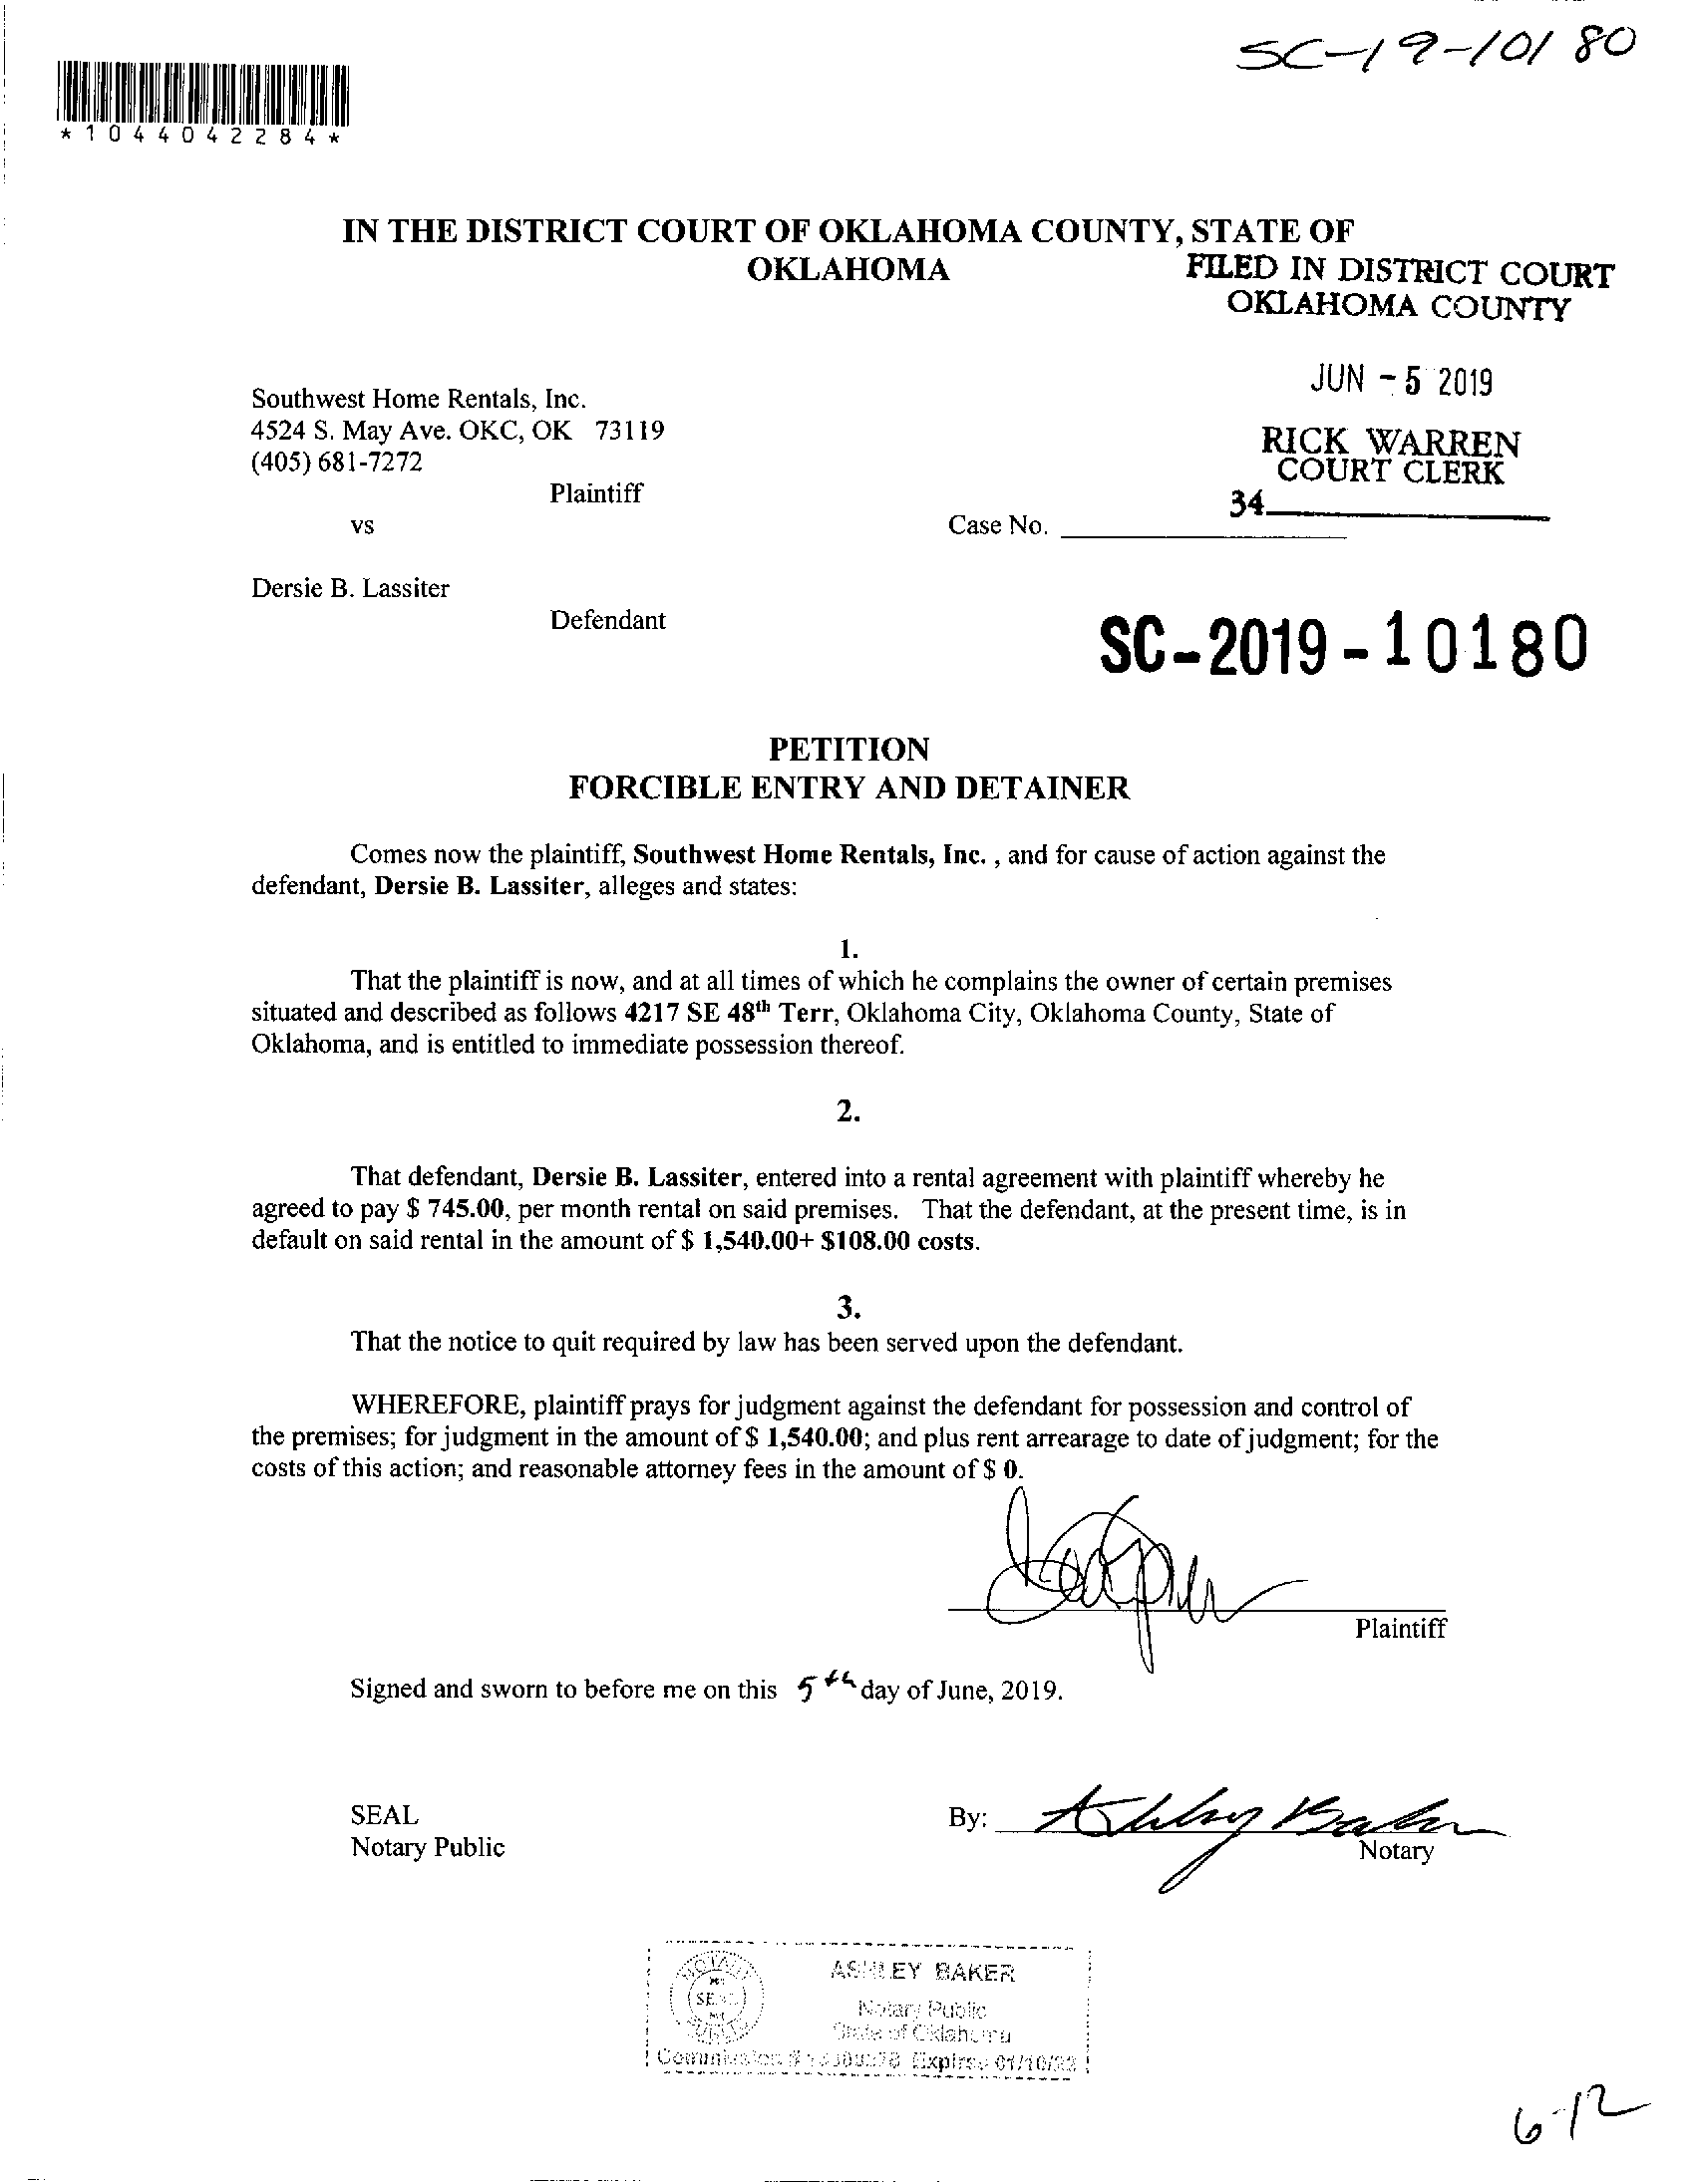 SC-19-10180
*1044042284*
IN THE DISTRICT COURT OF OKLAHOMA COUNTY, STATE OF
OKLAHOMA
FILED IN DISTRICT COURT
OKLAHOMA COUNTY
JUN - 5 2019
Southwest Home Rentals, Inc.
4524 S. May Ave. OKC, OK 73119
(405) 681-7272
RICK WARREN
COURT CLERK
Plaintiff
34
vs
Case No.
Dersie B. Lassiter
Defendant
SC-2019-10180
PETITION
FORCIBLE ENTRY AND DETAINER
Comes now the plaintiff, Southwest Home Rentals, Inc. , and for cause of action against the
defendant, Dersie B. Lassiter, alleges and states:
1.
That the plaintiff is now, and at all times of which he complains the owner of certain premises
situated and described as follows 4217 SE 48th Terr, Oklahoma City, Oklahoma County, State of
Oklahoma, and is entitled to immediate possession thereof.
2.
That defendant, Dersie B. Lassiter, entered into a rental agreement with plaintiff whereby he
agreed to pay $ 745.00, per month rental on said premises. That the defendant, at the present time, is in
default on said rental in the amount of $ 1,540.00+ $108.00 costs.
3.
That the notice to quit required by law has been served upon the defendant.
WHEREFORE, plaintiff prays for judgment against the defendant for possession and control of
the premises; for judgment in the amount of $ 1,540.00; and plus rent arrearage to date of judgment; for the
costs of this action; and reasonable attorney fees in the amount of $ 0.
Plaintiff
Signed and sworn to before me on this 5th day of June, 2019.
SEAL
By: Ashley Baker
Notary Public
Notary
ASHLEY BAKER
Notary Public
State of Oklahoma
Commission # Expires 01/10/
6-12